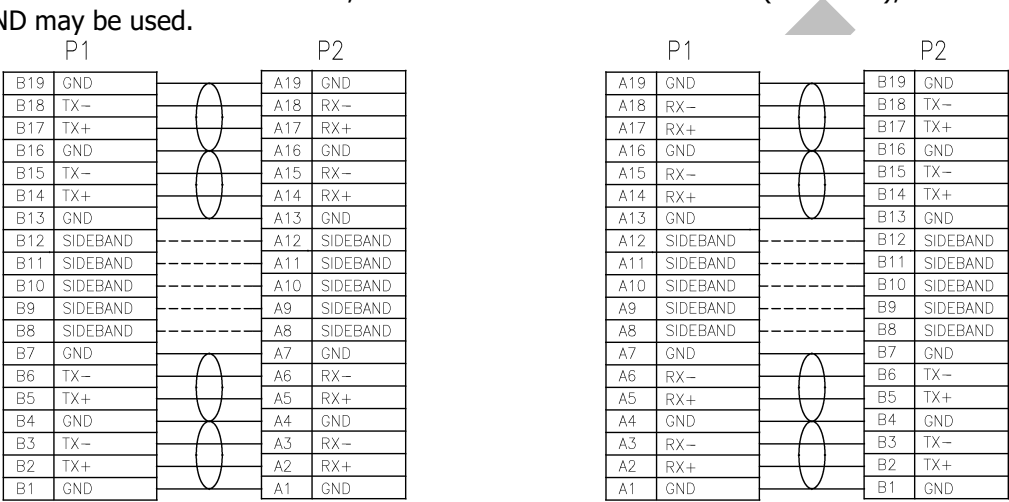 ND may be used.
P1 P2
B19 GND A19 GND
B18 TX- A18 RX-
B17 TX+ A17 RX+
B16 GND A16 GND
B15 TX- A15 RX-
B14 TX+ A14 RX+
B13 GND A13 GND
B12 SIDEBAND A12 SIDEBAND
B11 SIDEBAND A11 SIDEBAND
B10 SIDEBAND A10 SIDEBAND
B9 SIDEBAND A9 SIDEBAND
B8 SIDEBAND A8 SIDEBAND
B7 GND A7 GND
B6 TX- A6 RX-
B5 TX+ A5 RX+
B4 GND A4 GND
B3 TX- A3 RX-
B2 TX+ A2 RX+
B1 GND A1 GND
P1 P2
A19 GND B19 GND
A18 RX- B18 TX-
A17 RX+ B17 TX+
A16 GND B16 GND
A15 RX- B15 TX-
A14 RX+ B14 TX+
A13 GND B13 GND
A12 SIDEBAND B12 SIDEBAND
A11 SIDEBAND B11 SIDEBAND
A10 SIDEBAND B10 SIDEBAND
A9 SIDEBAND B9 SIDEBAND
A8 SIDEBAND B8 SIDEBAND
A7 GND B7 GND
A6 RX- B6 TX-
A5 RX+ B5 TX+
A4 GND B4 GND
A3 RX- B3 TX-
A2 RX+ B2 TX+
A1 GND B1 GND